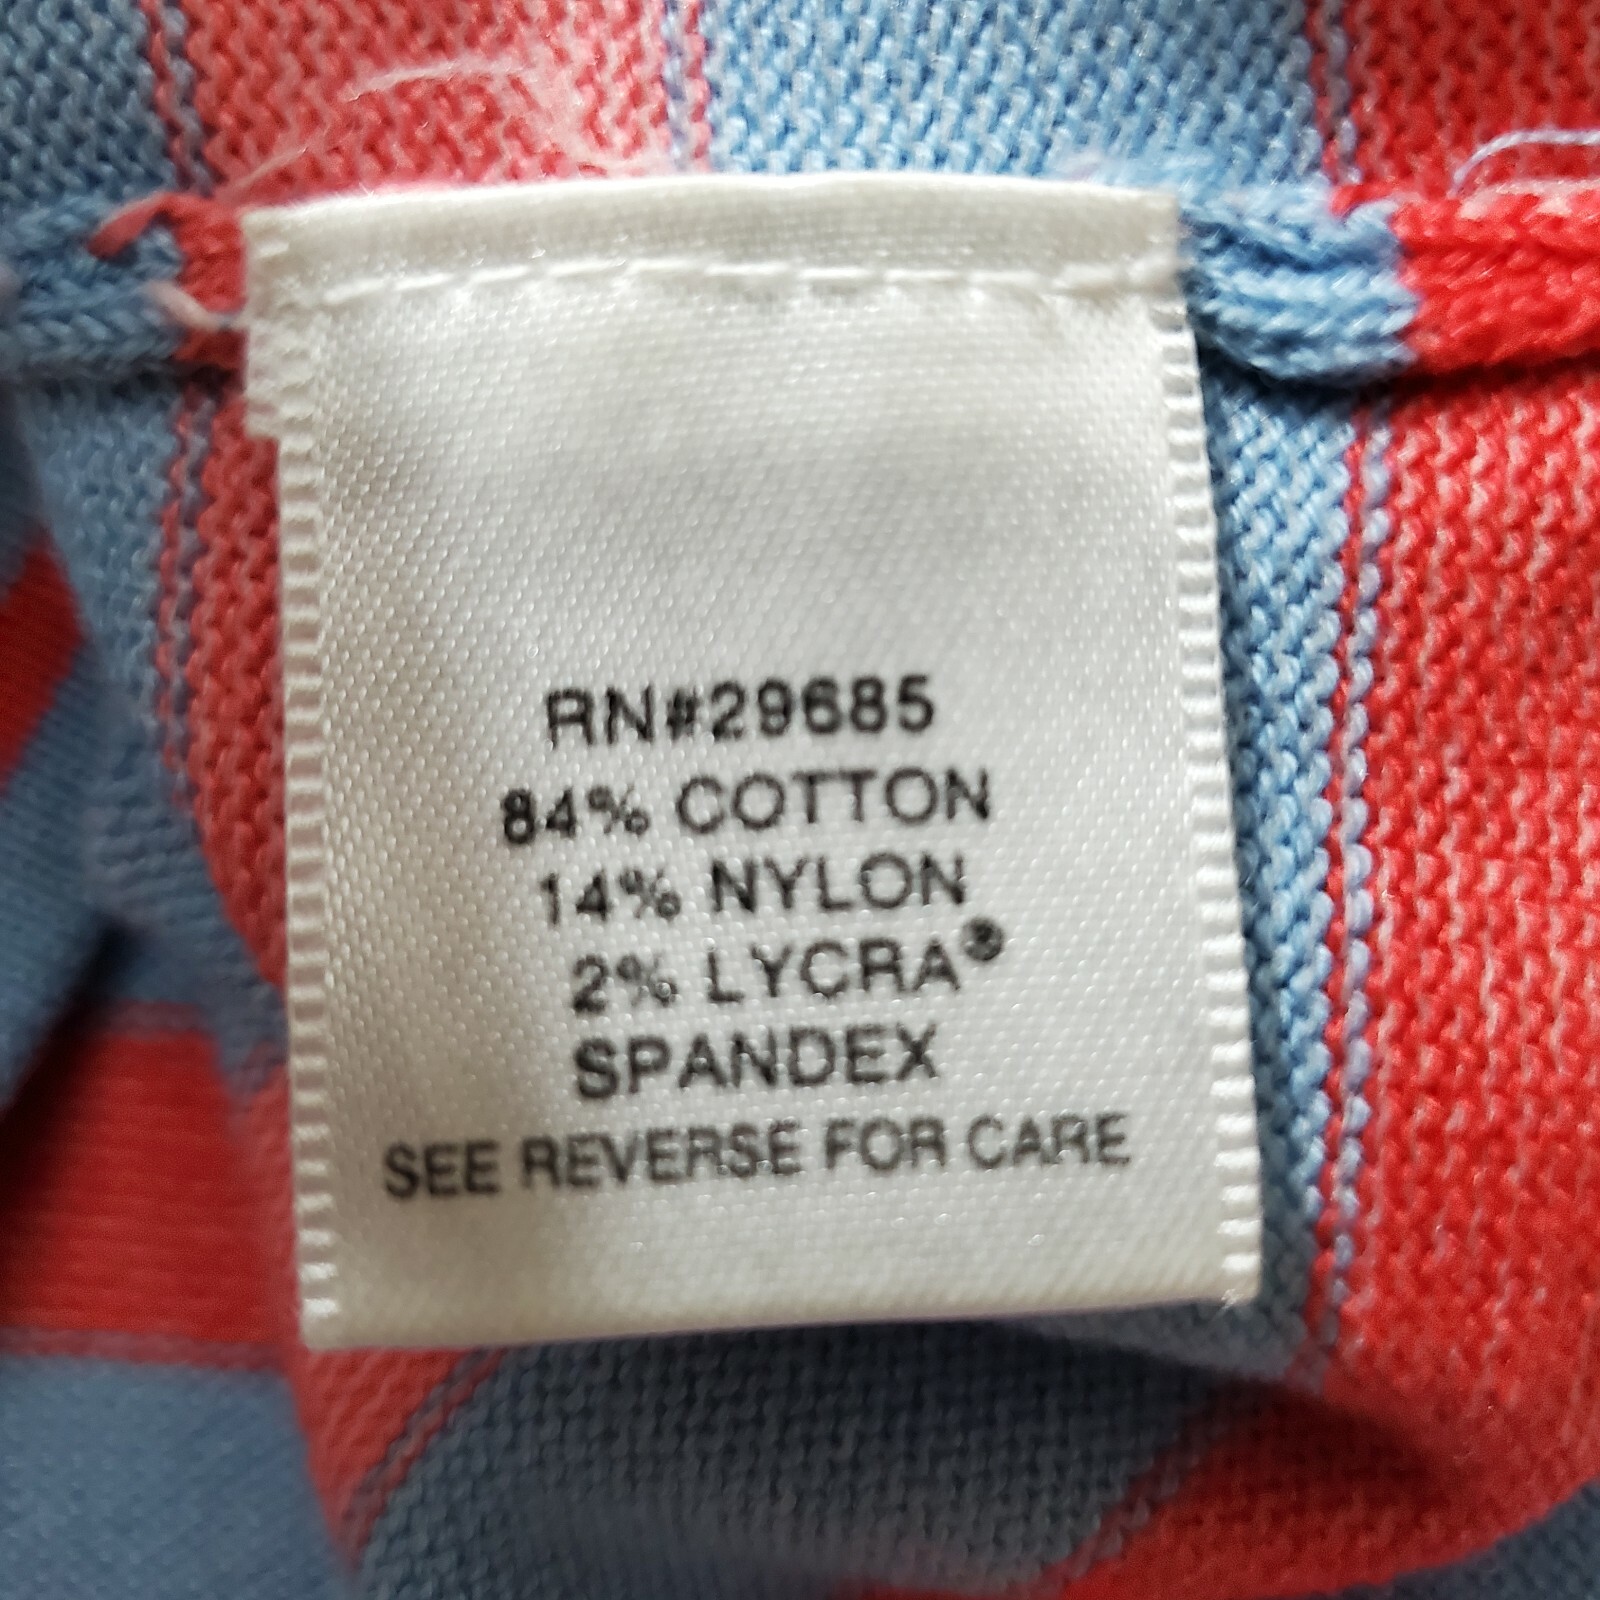 RN#29685
84% COTTON
14% NYLON
2% LYCRA®
SPANDEX
SEE REVERSE FOR CARE